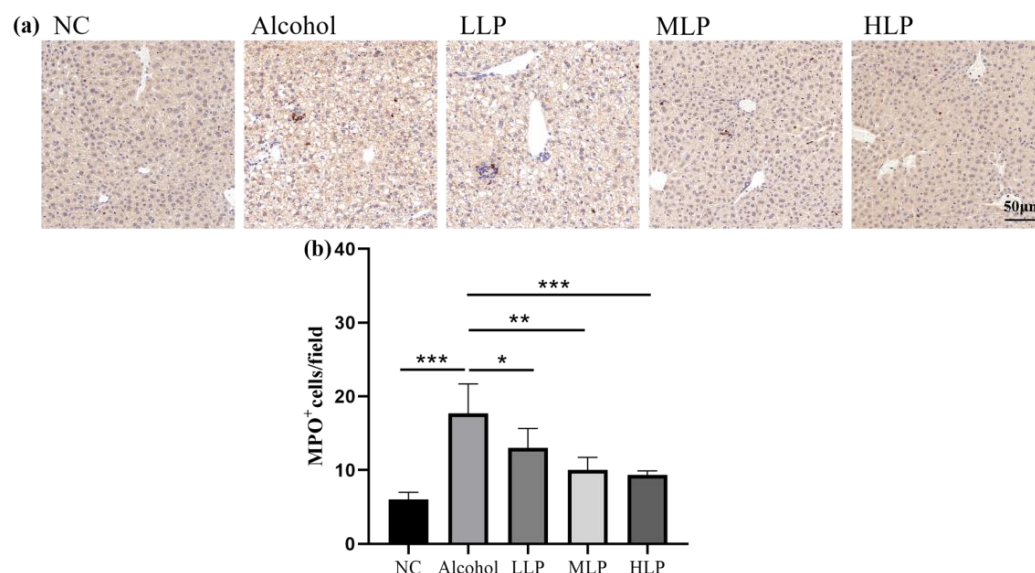 (a) NC Alcohol LLP MLP HLP
50μm
(b)
40
30
20
10
0
MPO⁺cells/field
***
**
*** *
NC Alcohol LLP MLP HLP